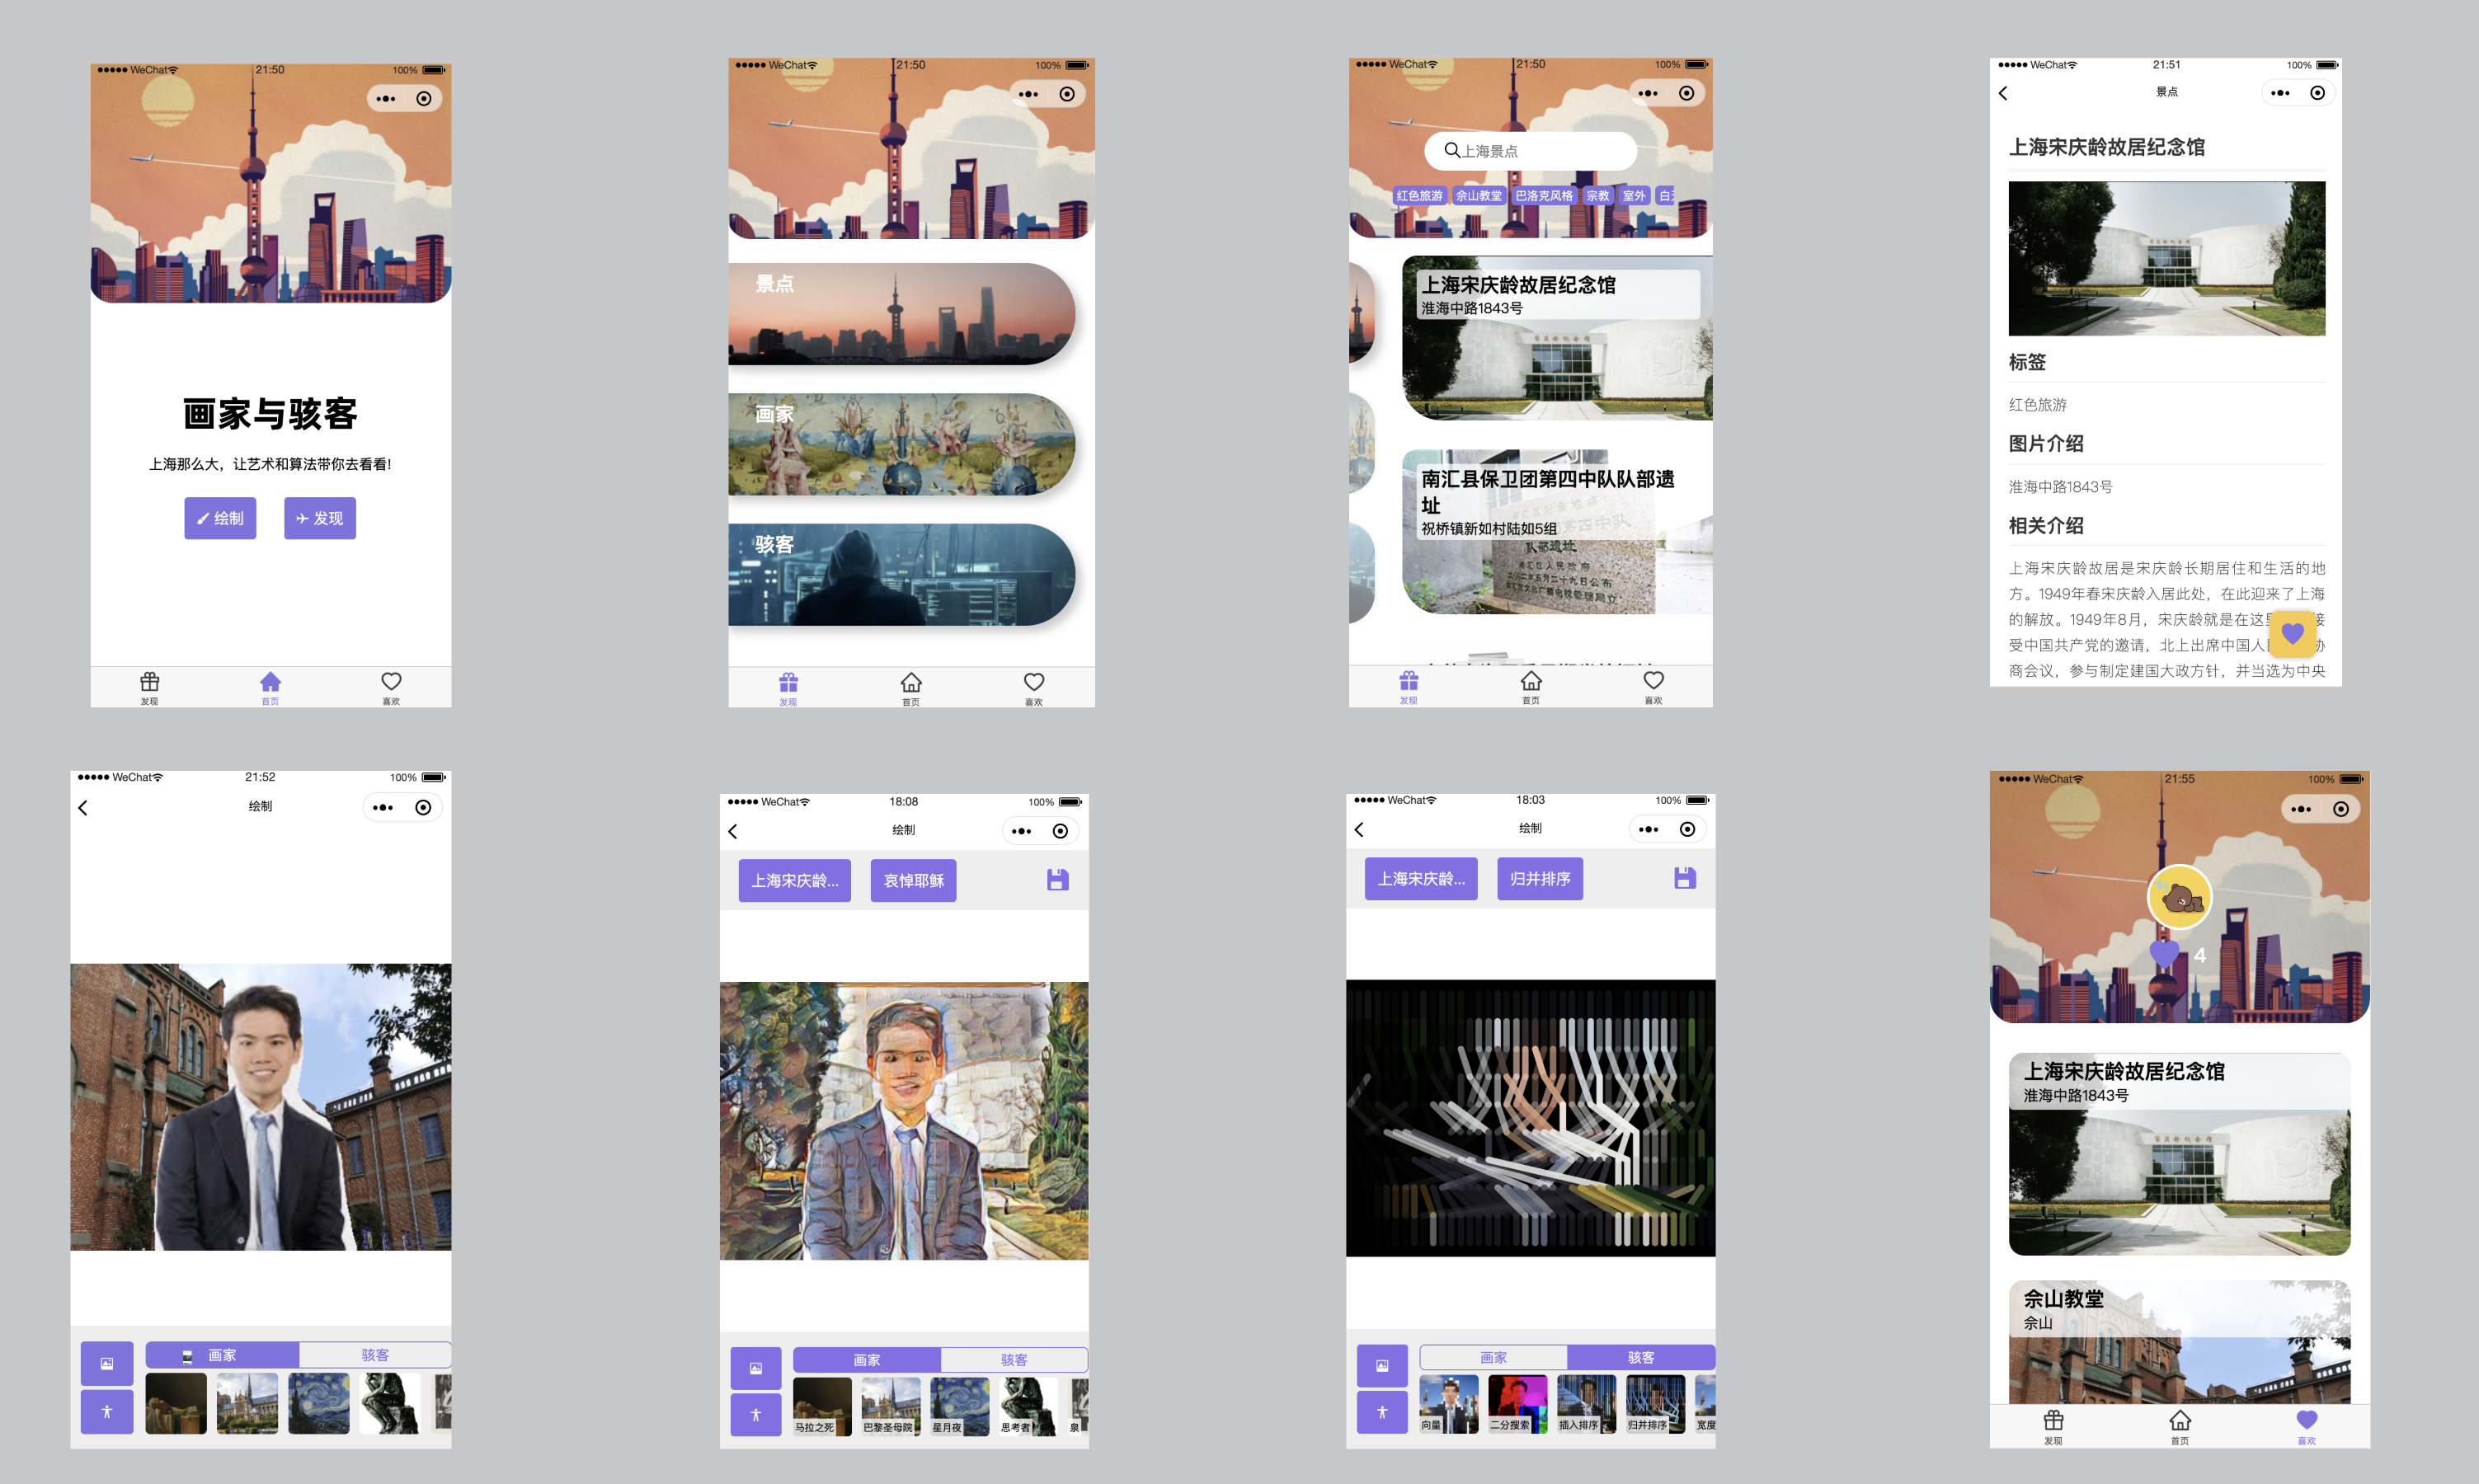 WeChat 21:50 100%
画家与骇客
上海那么大，让艺术和算法带你去看看!
绘制 发现
发现 首页 喜欢
WeChat 21:50 100%
景点
画家
骇客
发现 首页 喜欢
WeChat 21:50 100%
上海景点
红色旅游 佘山教堂 巴洛克风格 宗教 室外
上海宋庆龄故居纪念馆
淮海中路1843号
南汇县保卫团第四中队队部遗
址
祝桥镇新如村陆如5组
发现 首页 喜欢
WeChat 21:51 100%
景点
上海宋庆龄故居纪念馆
标签
红色旅游
图片介绍
淮海中路1843号
相关介绍
上海宋庆龄故居是宋庆龄长期居住和生活的地
方。1949年春宋庆龄入居此处，在此迎来了上海
的解放。1949年8月，宋庆龄就是在这里 接
受中国共产党的邀请，北上出席中国人 协
商会议，参与制定建国大政方针，并当选为中央
WeChat 21:52 100%
绘制
画家 骇客
WeChat 18:08 100%
绘制
上海宋庆龄... 哀悼耶稣
画家 骇客
马拉之死 巴黎圣母院 星月夜 思考者 泉
WeChat 18:03 100%
绘制
上海宋庆龄... 归并排序
画家 骇客
向量 二分搜索 插入排序 归并排序 宽度
WeChat 21:55 100%
4
上海宋庆龄故居纪念馆
淮海中路1843号
佘山教堂
佘山
发现 首页 喜欢